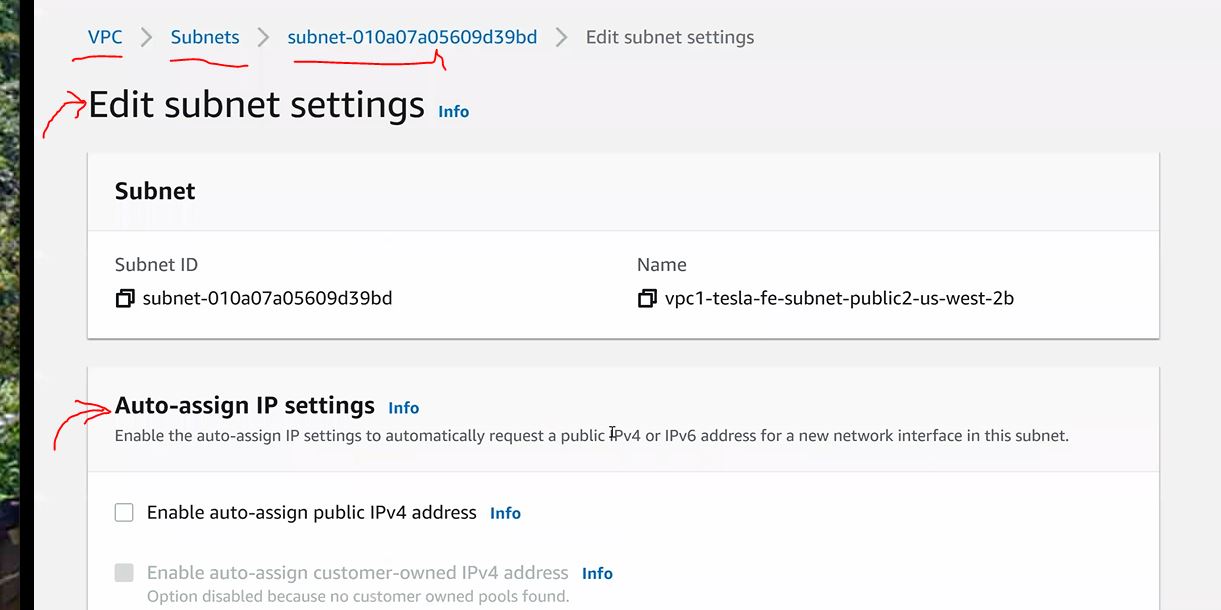 VPC > Subnets > subnet-010a07a05609d39bd > Edit subnet settings
Edit subnet settings Info
Subnet
Subnet ID
subnet-010a07a05609d39bd
Name
vpc1-tesla-fe-subnet-public2-us-west-2b
Auto-assign IP settings Info
Enable the auto-assign IP settings to automatically request a public IPv4 or IPv6 address for a new network interface in this subnet.
Enable auto-assign public IPv4 address Info
Enable auto-assign customer-owned IPv4 address Info
Option disabled because no customer owned pools found.